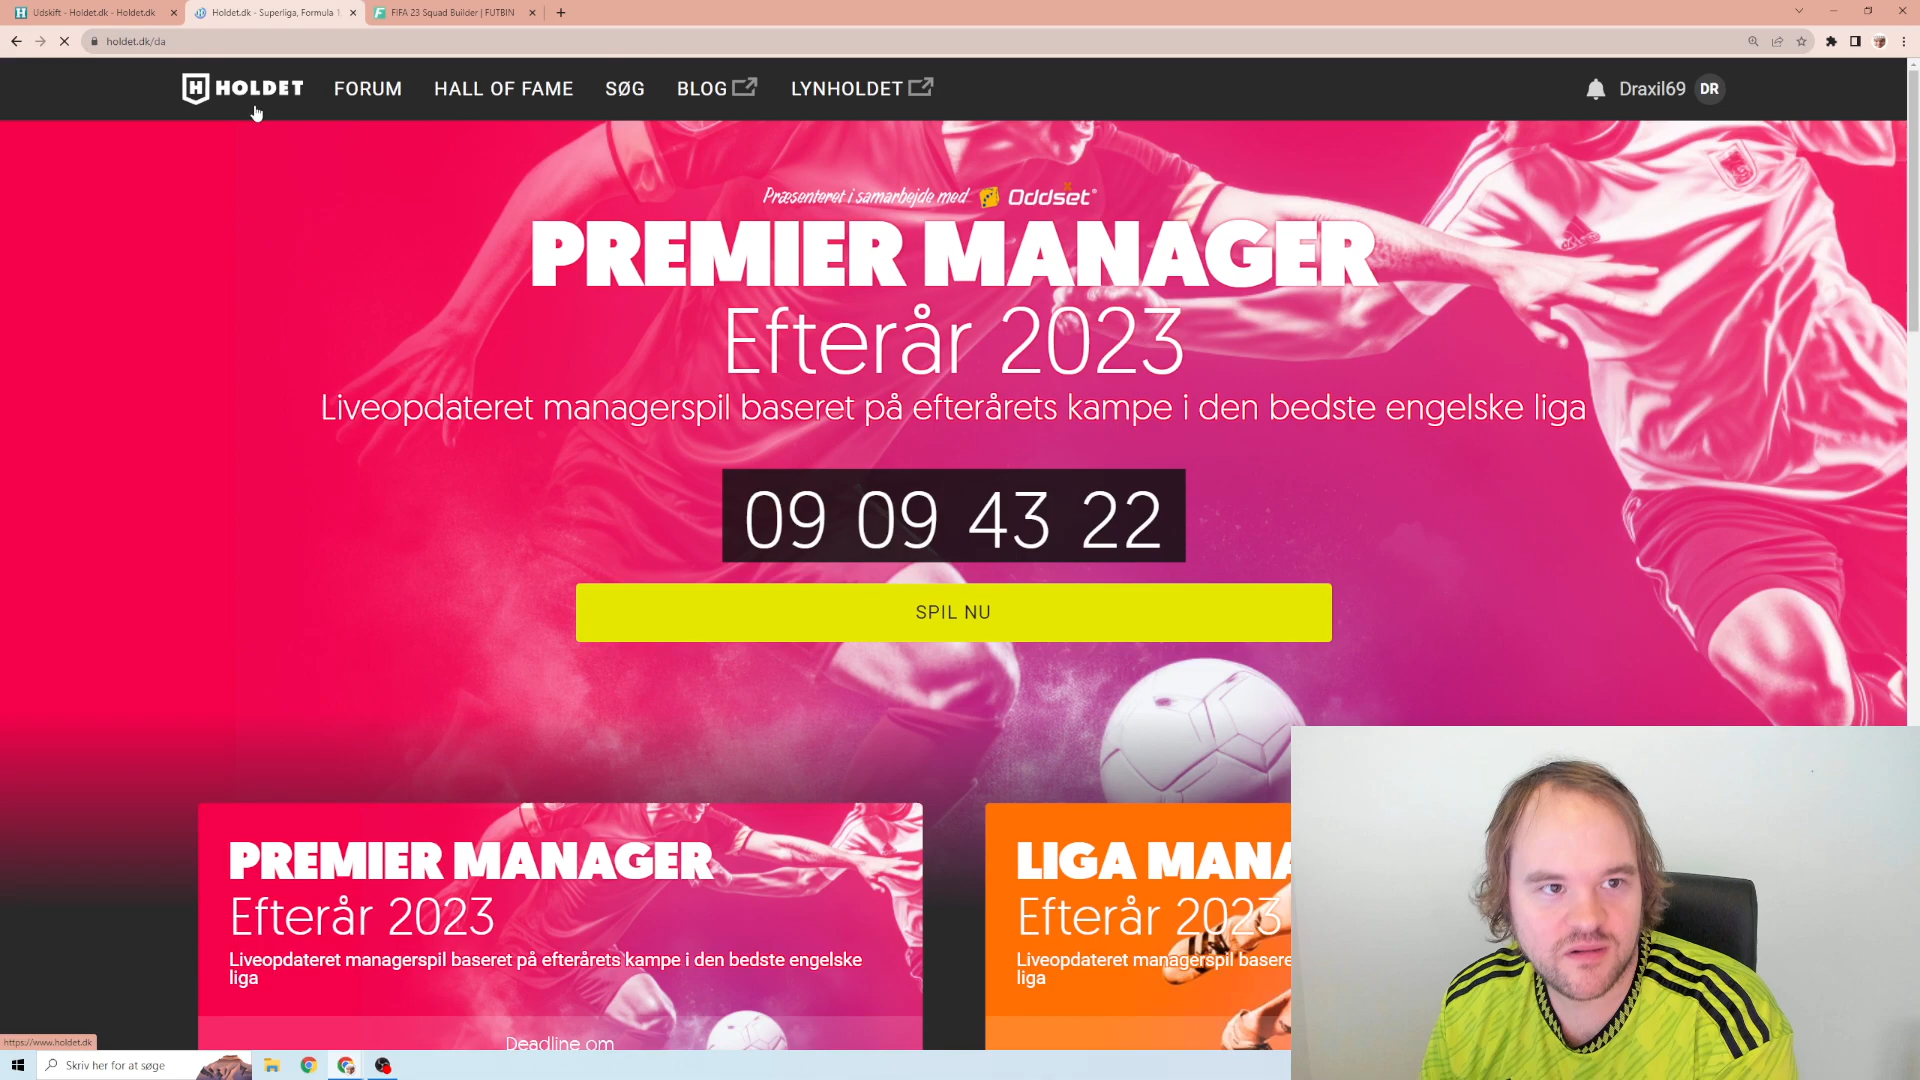 Udskift - Holdet.dk - Holdet.dk
Holdet.dk - Superliga, Formula 1
FIFA 23 Squad Builder | FUTBIN
holdet.dk/da
HOLDET
FORUM
HALL OF FAME
SØG
BLOG
LYNHOLDET
Draxil69
DR
Præsenteret i samarbejde med Oddset
PREMIER MANAGER
Efterår 2023
Liveopdateret managerspil baseret på efterårets kampe i den bedste engelske liga
09 09 43 22
SPIL NU
PREMIER MANAGER
Efterår 2023
Liveopdateret managerspil baseret på efterårets kampe i den bedste engelske
liga
Deadline om
LIGA MANA
Efterår 2023
Liveopdateret managerspil basere
liga
https://www.holdet.dk
Skriv her for at søge